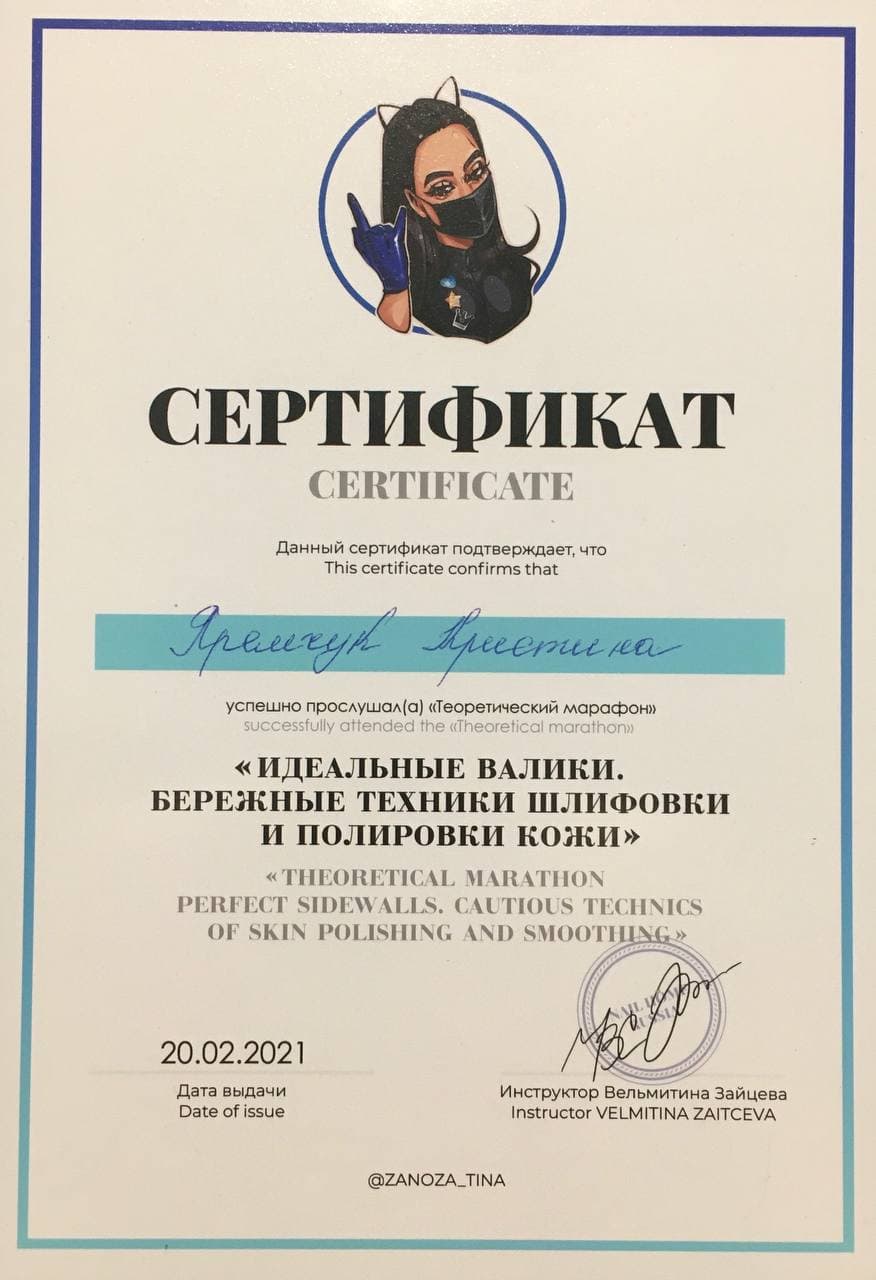 СЕРТИФИКАТ
CERTIFICATE
Данный сертификат подтверждает, что
This certificate confirms that
Яремчук Кристина
успешно прослушал(а) «Теоретический марафон»
successfully attended the «Theoretical marathon»
«ИДЕАЛЬНЫЕ ВАЛИКИ.
БЕРЕЖНЫЕ ТЕХНИКИ ШЛИФОВКИ
И ПОЛИРОВКИ КОЖИ»
«THEORETICAL MARATHON
PERFECT SIDEWALLS. CAUTIOUS TECHNICS
OF SKIN POLISHING AND SMOOTHING»
NAIL
RUSSIA
20.02.2021
Дата выдачи
Date of issue
Инструктор Вельмитина Зайцева
Instructor VELMITINA ZAITCEVA
@ZANOZA_TINA